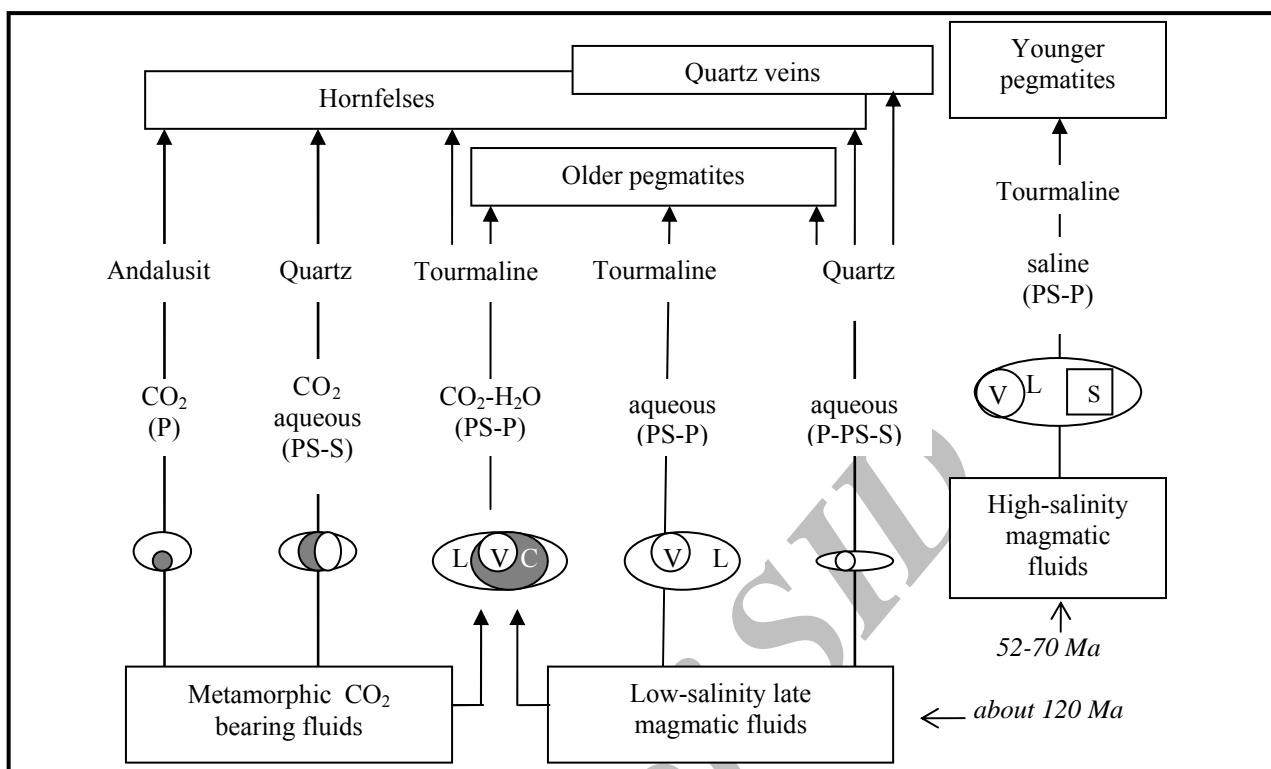 Younger
pegmatites
Quartz veins
Hornfelses
Older pegmatites
Tourmaline
Andalusit
Quartz
Tourmaline
Tourmaline
Quartz
saline
(PS-P)
CO₂
(P)
CO₂
aqueous
(PS-S)
CO₂-H₂O
(PS-P)
aqueous
(PS-P)
aqueous
(P-PS-S)
V L S
L V C
V L
High-salinity
magmatic
fluids
52-70 Ma
Metamorphic CO₂
bearing fluids
Low-salinity late
magmatic fluids
about 120 Ma